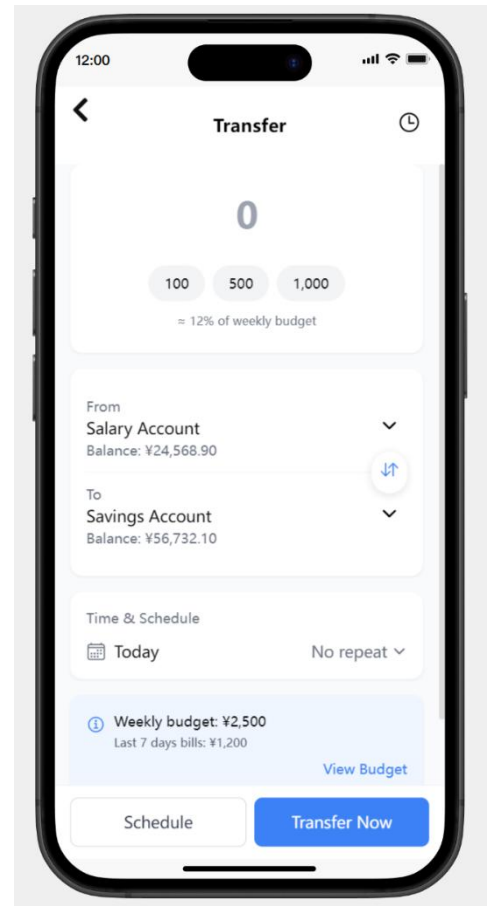 12:00
Transfer
0
100 500 1,000
≈ 12% of weekly budget
From
Salary Account
Balance: ¥24,568.90
To
Savings Account
Balance: ¥56,732.10
Time & Schedule
Today No repeat
Weekly budget: ¥2,500
Last 7 days bills: ¥1,200
View Budget
Schedule Transfer Now